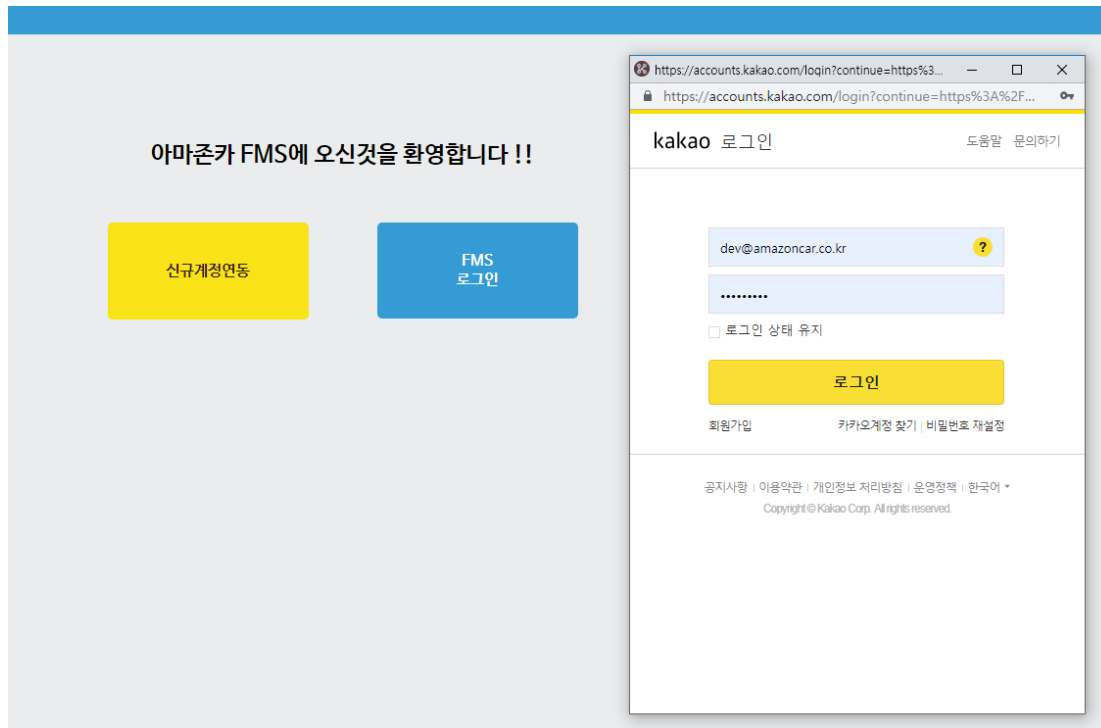 아마존카 FMS에 오신것을 환영합니다 !!
신규계정연동
FMS
로그인
https://accounts.kakao.com/login?continue=https%3...
https://accounts.kakao.com/login?continue=https%3A%2F...
kakao 로그인
도움말 문의하기
dev@amazoncar.co.kr
?
•••••••••
로그인 상태 유지
로그인
회원가입
카카오계정 찾기 | 비밀번호 재설정
공지사항 | 이용약관 | 개인정보 처리방침 | 운영정책 | 한국어
Copyright © Kakao Corp. All rights reserved.